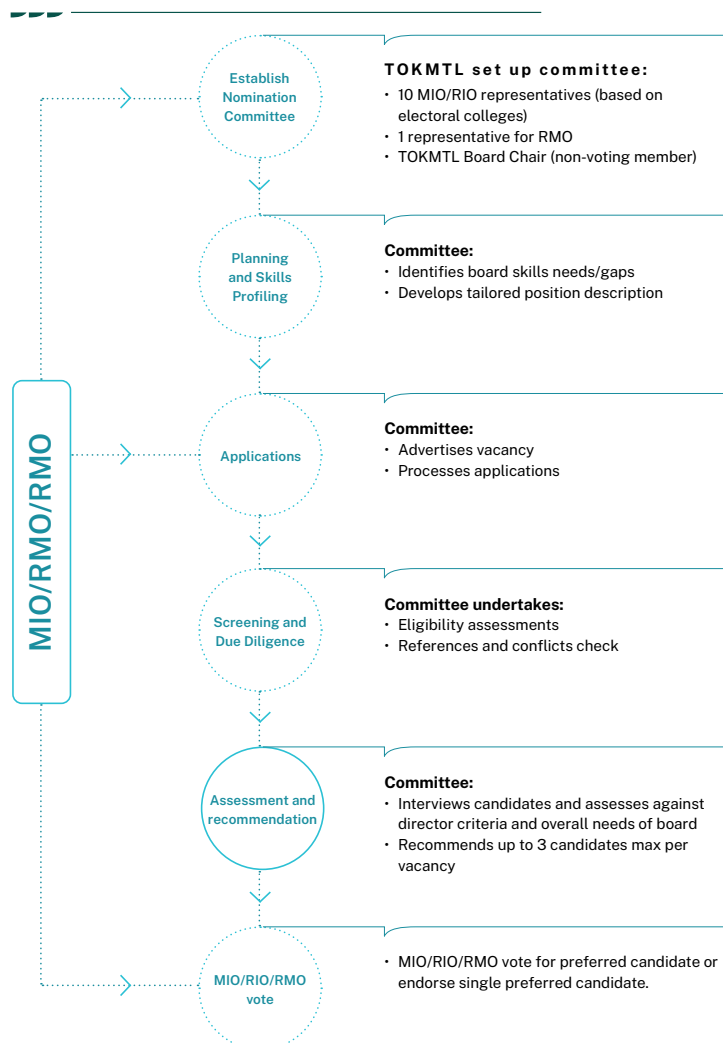 Establish
Nomination
Committee
TOKMTL set up committee:
• 10 MIO/RIO representatives (based on
electoral colleges)
• 1 representative for RMO
• TOKMTL Board Chair (non-voting member)
Planning
and Skills
Profiling
Committee:
• Identifies board skills needs/gaps
• Develops tailored position description
MIO/RMO/RMO
Applications
Committee:
• Advertises vacancy
• Processes applications
Screening and
Due Diligence
Committee undertakes:
• Eligibility assessments
• References and conflicts check
Assessment and
recommendation
Committee:
• Interviews candidates and assesses against
director criteria and overall needs of board
• Recommends up to 3 candidates max per
vacancy
MIO/RIO/RMO
vote
• MIO/RIO/RMO vote for preferred candidate or
endorse single preferred candidate.